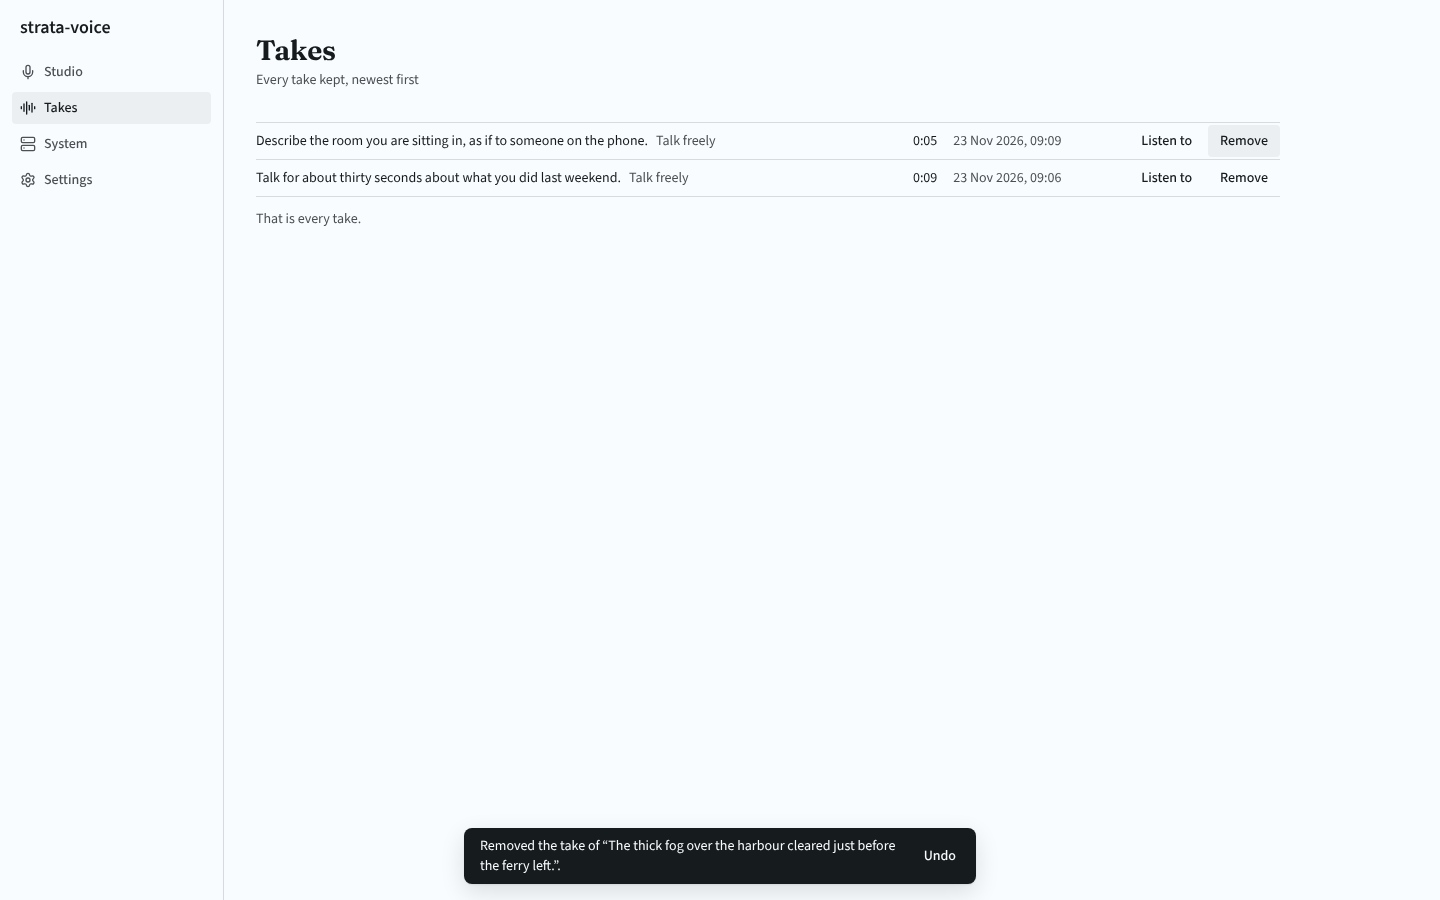 strata-voice
Studio
Takes
System
Settings
Takes
Every take kept, newest first
Describe the room you are sitting in, as if to someone on the phone. Talk freely 0:05 23 Nov 2026, 09:09 Listen to Remove
Talk for about thirty seconds about what you did last weekend. Talk freely 0:09 23 Nov 2026, 09:06 Listen to Remove
That is every take.
Removed the take of “The thick fog over the harbour cleared just before
the ferry left.”.
Undo